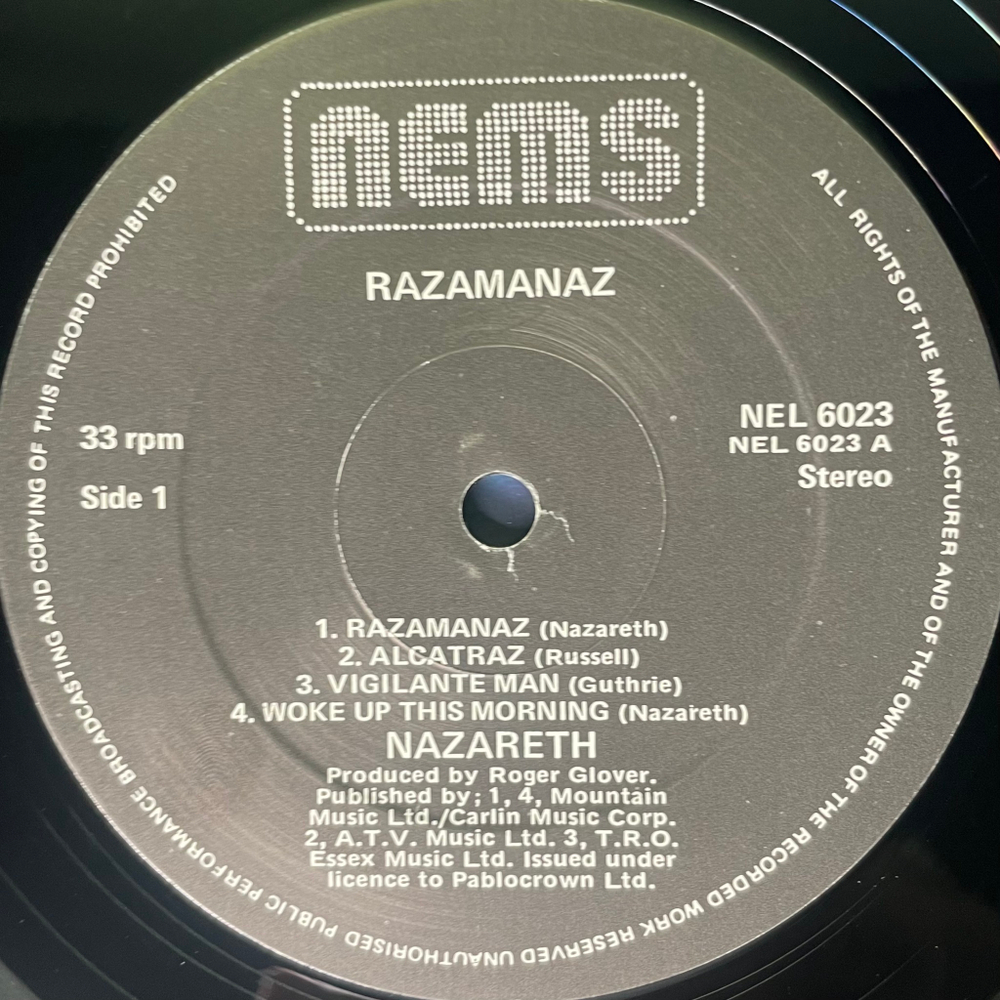 nems
RAZAMANAZ
33 rpm
Side 1
NEL 6023
NEL 6023 A
Stereo
1. RAZAMANAZ (Nazareth)
2. ALCATRAZ (Russell)
3. VIGILANTE MAN (Guthrie)
4. WOKE UP THIS MORNING (Nazareth)
NAZARETH
Produced by Roger Glover.
Published by; 1, 4, Mountain
Music Ltd./Carlin Music Corp.
2, A.T.V. Music Ltd. 3, T.R.O.
Essex Music Ltd. Issued under
licence to Pablocrown Ltd.
ALL RIGHTS OF THE MANUFACTURER AND OF THE OWNER OF THE RECORDED WORK RESERVED UNAUTHORISED PUBLIC PERFORMANCE BROADCASTING AND COPYING OF THIS RECORD PROHIBITED